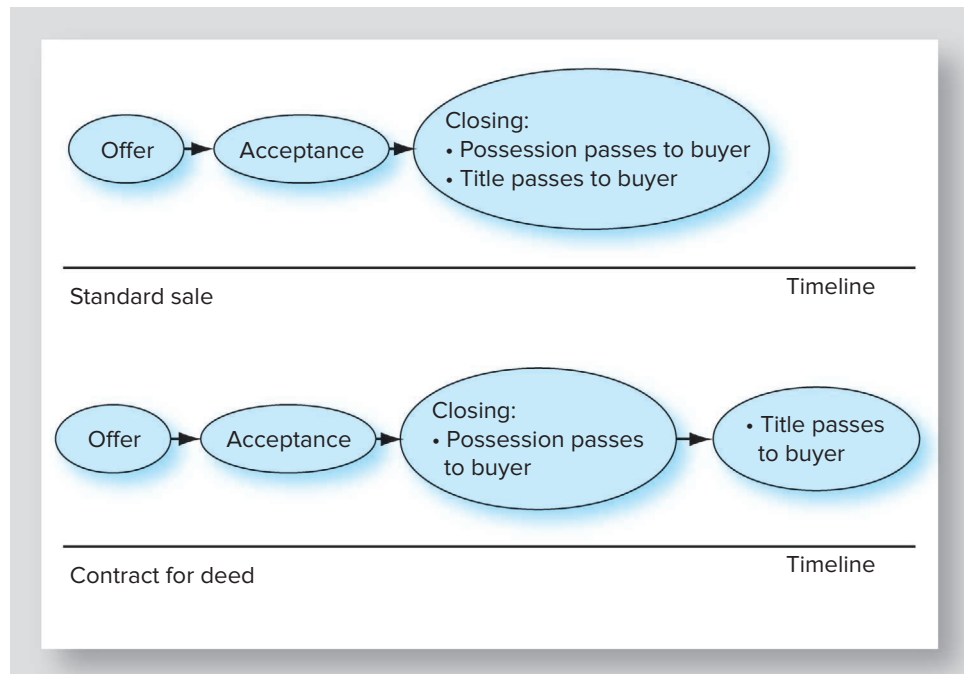 Offer
Acceptance
Closing:
• Possession passes to buyer
• Title passes to buyer
Standard sale
Timeline
Offer
Acceptance
Closing:
• Possession passes
to buyer
• Title passes
to buyer
Contract for deed
Timeline